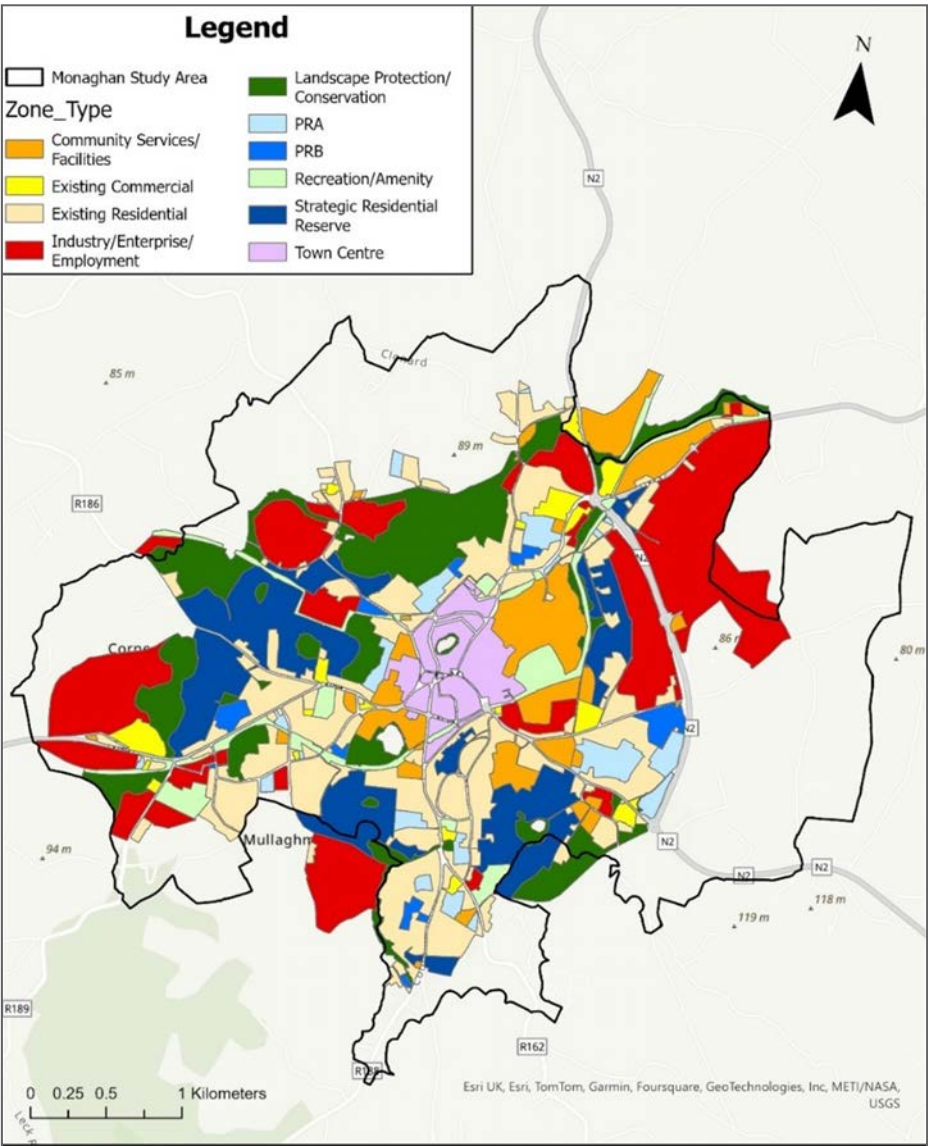 Legend
Monaghan Study Area
Zone_Type
Community Services/
Facilities
Existing Commercial
Existing Residential
Industry/Enterprise/
Employment
Landscape Protection/
Conservation
PRA
PRB
Recreation/Amenity
Strategic Residential
Reserve
Town Centre
N
N2
Clonard
85 m
89 m
R186
N2
86 m
80 m
N2
Mullaghm
94 m
N2
N2
N2
118 m
119 m
R189
R162
R188
0 0.25 0.5 1 Kilometers
Esri UK, Esri, TomTom, Garmin, Foursquare, GeoTechnologies, Inc, METI/NASA,
USGS